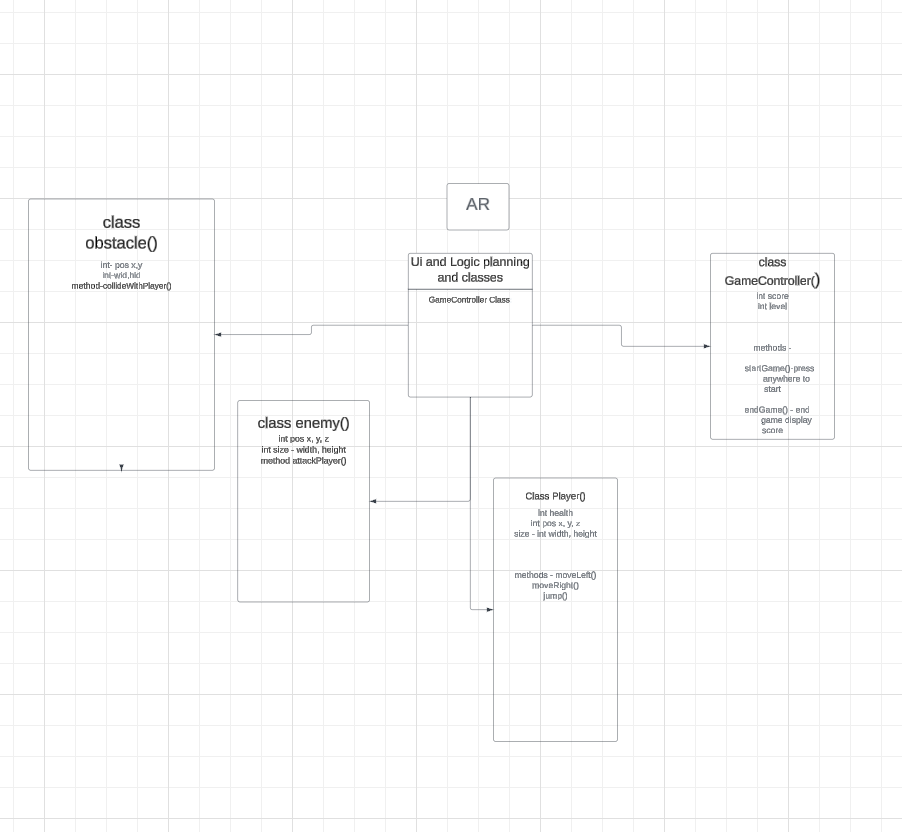 AR
class
obstacle()
int- pos x,y
int-wid,hid
method-collideWithPlayer()
Ui and Logic planning
and classes
GameController Class
class
GameController()
int score
int level
methods -
startGame()-press
anywhere to
start
endGame() - end
game display
score
class enemy()
int pos x, y, z
int size - width, height
method attackPlayer()
Class Player()
int health
int pos x, y, z
size - int width, height
methods - moveLeft()
moveRight()
jump()